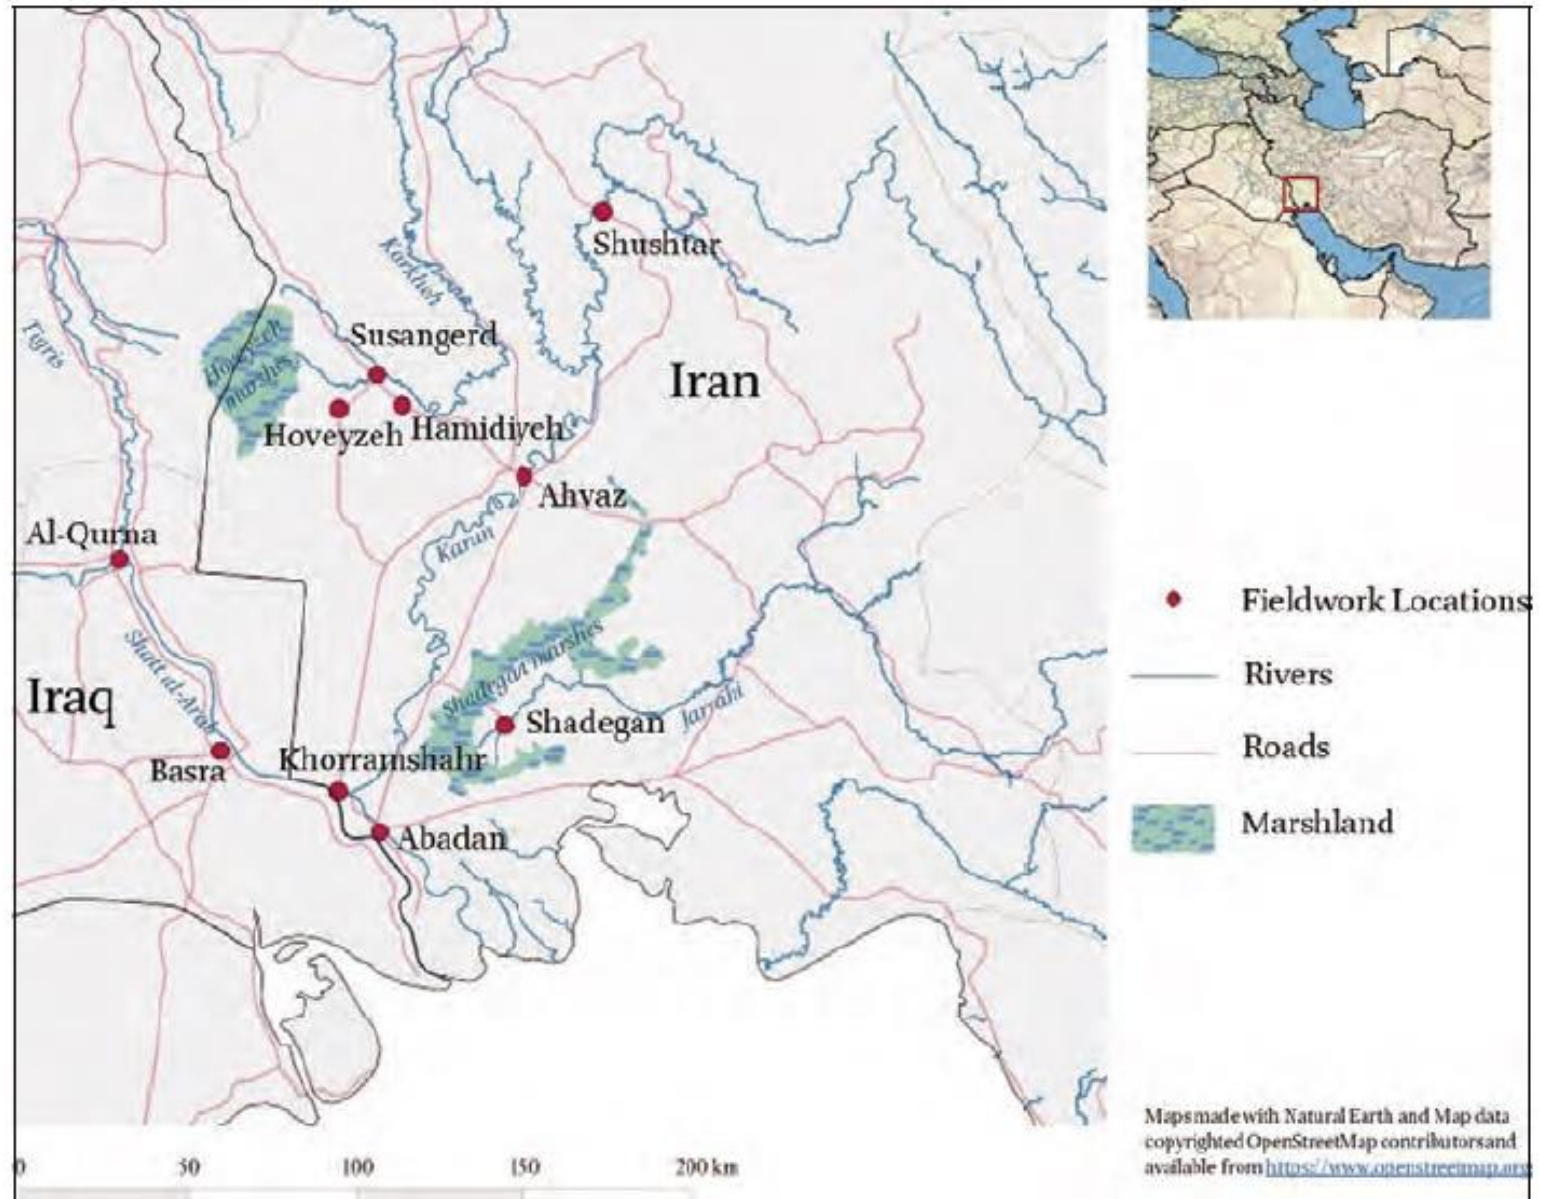 Karkheh
Shushtar
Tigris
Hoveyzeh
marshes
Susangerd
Iran
Hoveyzeh
Hamidiyeh
Ahvaz
Al-Qurna
Karun
Shatt al-Arab
Shadegan marshes
Iraq
Shadegan
Jarrahi
Basra
Khorramshahr
Abadan
Fieldwork Locations
Rivers
Roads
Marshland
Maps made with Natural Earth and Map data
copyrighted OpenStreetMap contributors and
available from https://www.openstreetmap.org
0 50 100 150 200 km